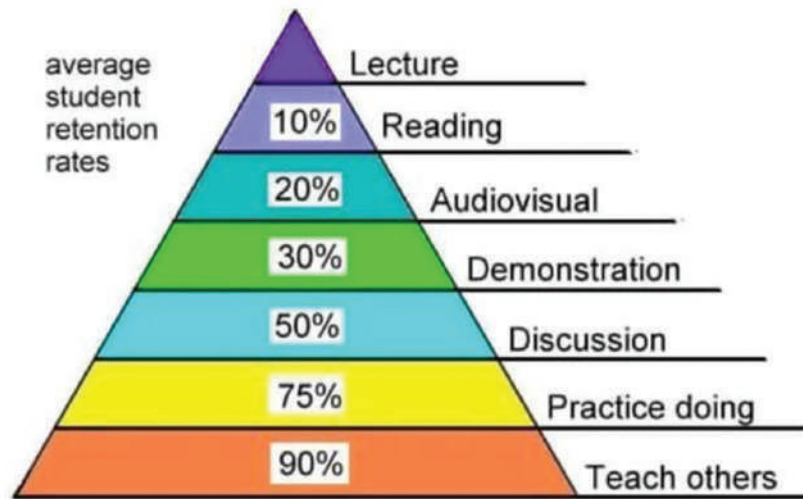 average
student
retention
rates
Lecture
10% Reading
20% Audiovisual
30% Demonstration
50% Discussion
75% Practice doing
90% Teach others